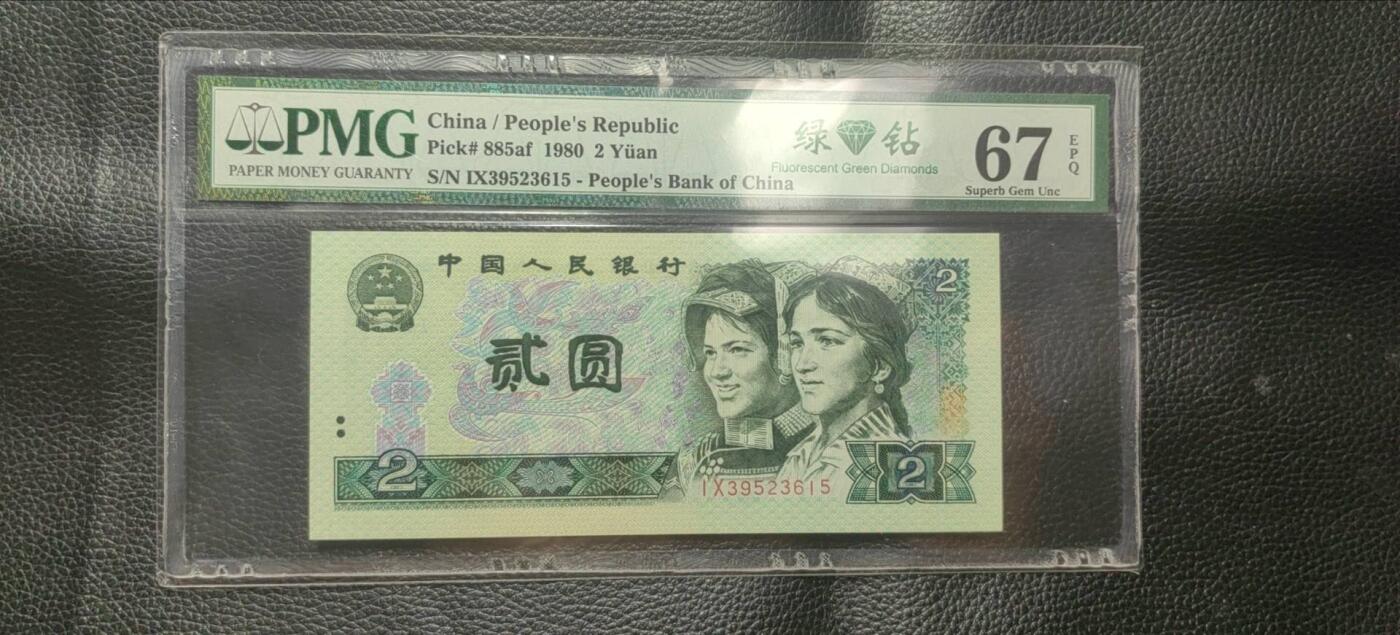 PMG
PAPER MONEY GUARANTY
China / People's Republic
Pick# 885af 1980 2 Yüan
S/N IX39523615 - People's Bank of China
绿 钻
Fluorescent Green Diamonds
67
EPQ
Superb Gem Unc
中国人民银行
2
贰圆
2
IX39523615
2